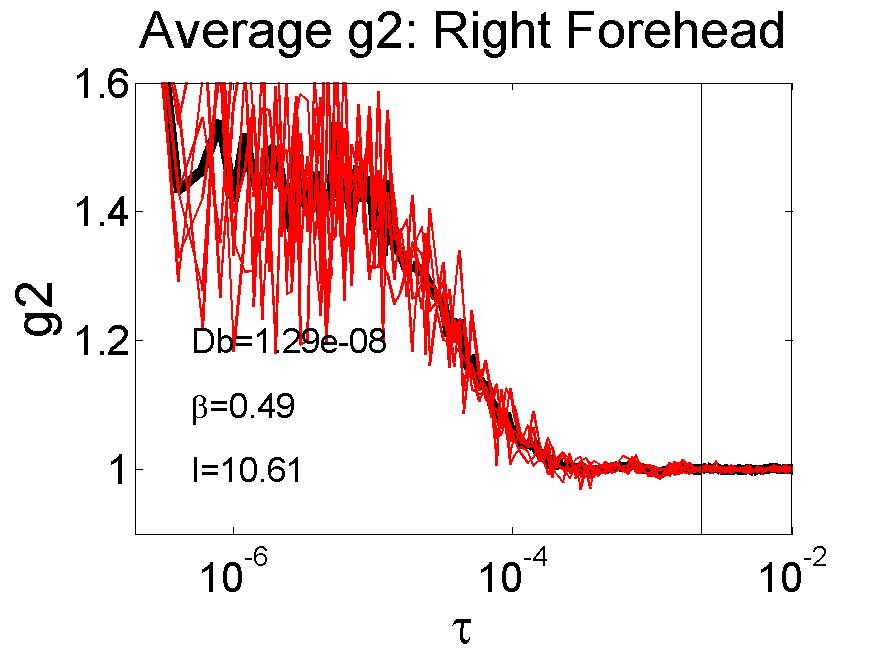 Average g2: Right Forehead
1.6
1.4
1.2
1
g2
Db=1.29e-08
β=0.49
I=10.61
10^-6
10^-4
10^-2
τ